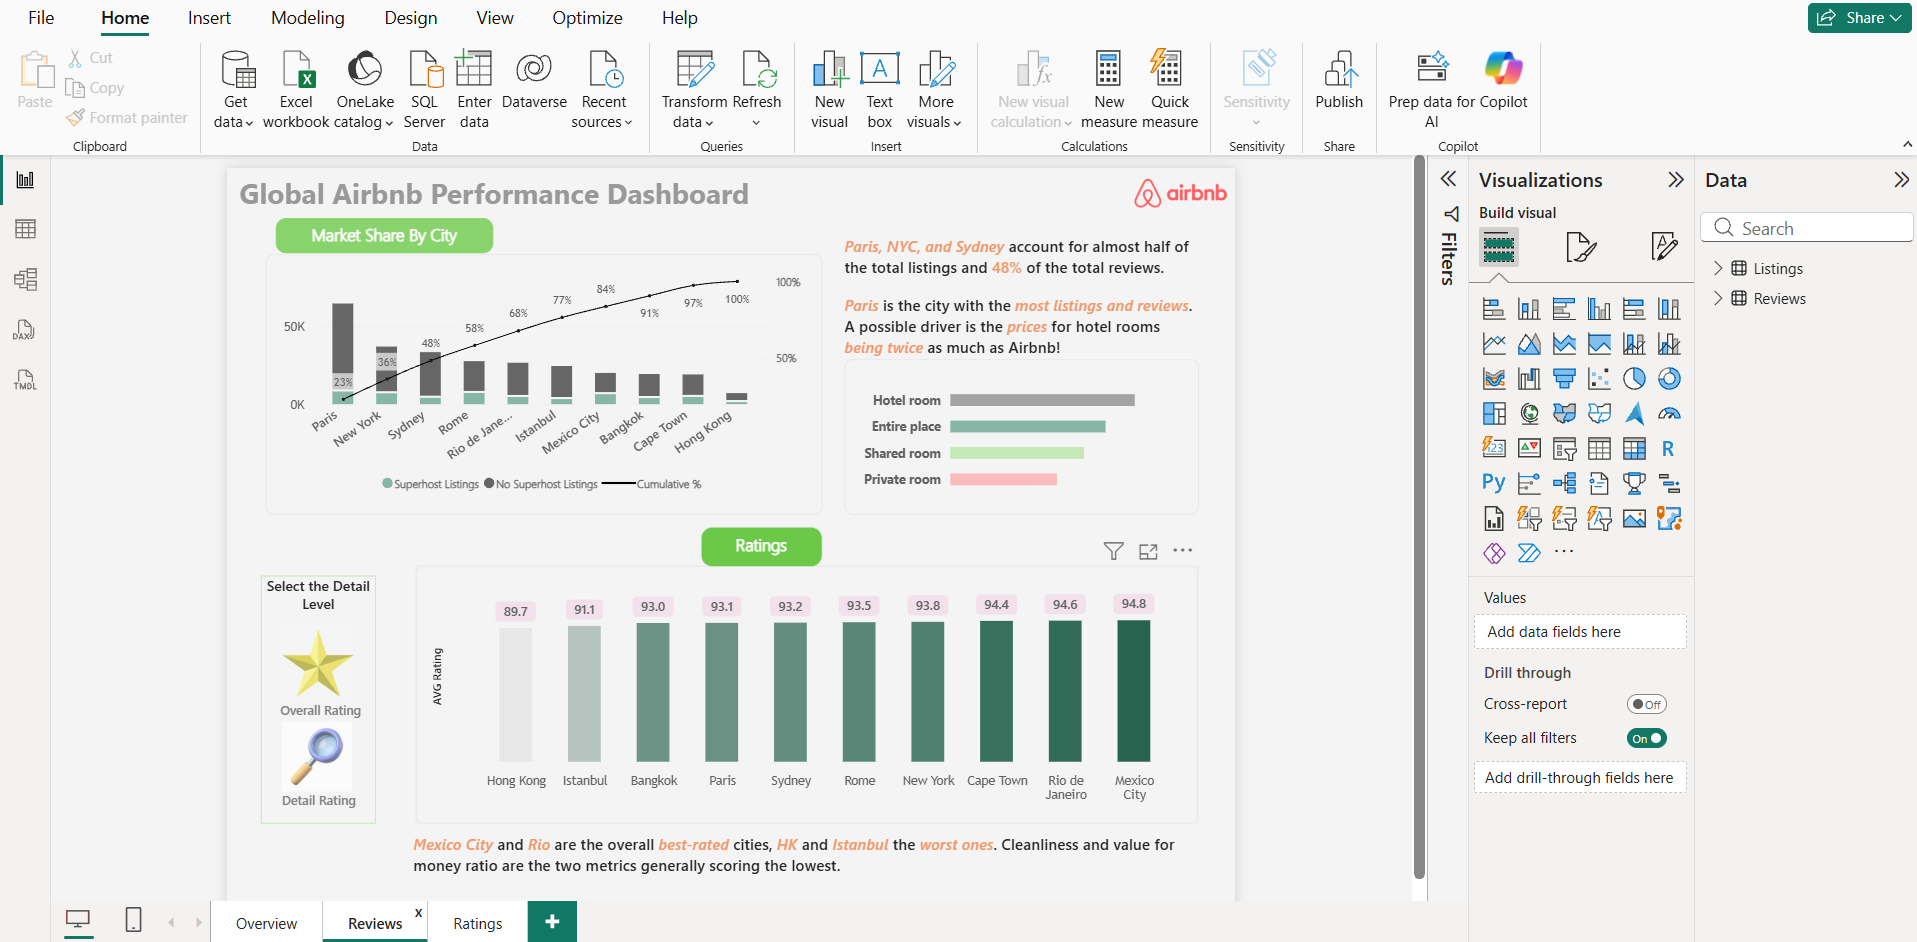 File Home Insert Modeling Design View Optimize Help Share
Paste Cut Copy Format painter
Clipboard
Get data Excel workbook OneLake catalog SQL Server Enter data Dataverse Recent sources
Data
Transform data Refresh
Queries
New visual Text box More visuals
Insert
New visual calculation New measure Quick measure
Calculations
Sensitivity
Sensitivity
Publish
Share
Prep data for AI Copilot
Copilot
DAX
TMDL
Global Airbnb Performance Dashboard
airbnb
Market Share By City
50K
0K
100%
50%
23%
36%
48%
58%
68%
77%
84%
91%
97%
100%
Paris
New York
Sydney
Rome
Rio de Jane...
Istanbul
Mexico City
Bangkok
Cape Town
Hong Kong
Superhost Listings No Superhost Listings Cumulative %
Paris, NYC, and Sydney account for almost half of
the total listings and 48% of the total reviews.
Paris is the city with the most listings and reviews.
A possible driver is the prices for hotel rooms
being twice as much as Airbnb!
Hotel room
Entire place
Shared room
Private room
Ratings
Select the Detail
Level
Overall Rating
Detail Rating
AVG Rating
89.7 91.1 93.0 93.1 93.2 93.5 93.8 94.4 94.6 94.8
Hong Kong Istanbul Bangkok Paris Sydney Rome New York Cape Town Rio de Janeiro Mexico City
Mexico City and Rio are the overall best-rated cities, HK and Istanbul the worst ones. Cleanliness and value for
money ratio are the two metrics generally scoring the lowest.
Filters
Visualizations
Build visual
123
R
Py
Values
Add data fields here
Drill through
Cross-report Off
Keep all filters On
Add drill-through fields here
Data
Search
Listings
Reviews
Overview Reviews x Ratings +